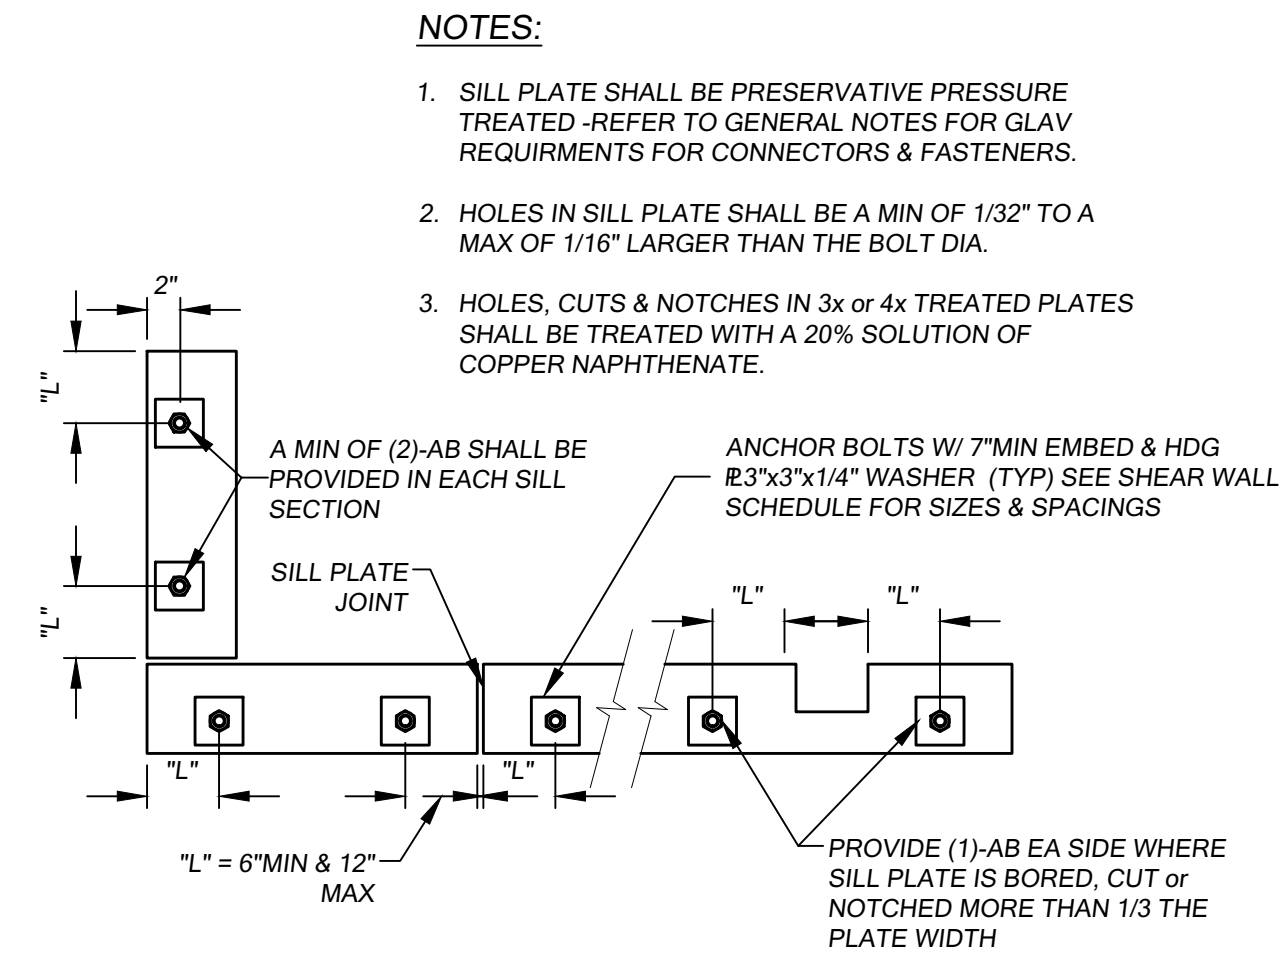 NOTES:
1. SILL PLATE SHALL BE PRESERVATIVE PRESSURE
TREATED -REFER TO GENERAL NOTES FOR GLAV
REQUIRMENTS FOR CONNECTORS & FASTENERS.
2. HOLES IN SILL PLATE SHALL BE A MIN OF 1/32" TO A
MAX OF 1/16" LARGER THAN THE BOLT DIA.
3. HOLES, CUTS & NOTCHES IN 3x or 4x TREATED PLATES
SHALL BE TREATED WITH A 20% SOLUTION OF
COPPER NAPHTHENATE.
2"
"L"
"L"
A MIN OF (2)-AB SHALL BE
PROVIDED IN EACH SILL
SECTION
SILL PLATE
JOINT
ANCHOR BOLTS W/ 7"MIN EMBED & HDG
℄3"x3"x1/4" WASHER (TYP) SEE SHEAR WALL
SCHEDULE FOR SIZES & SPACINGS
"L"
"L"
"L"
"L"
"L" = 6"MIN & 12"
MAX
PROVIDE (1)-AB EA SIDE WHERE
SILL PLATE IS BORED, CUT or
NOTCHED MORE THAN 1/3 THE
PLATE WIDTH